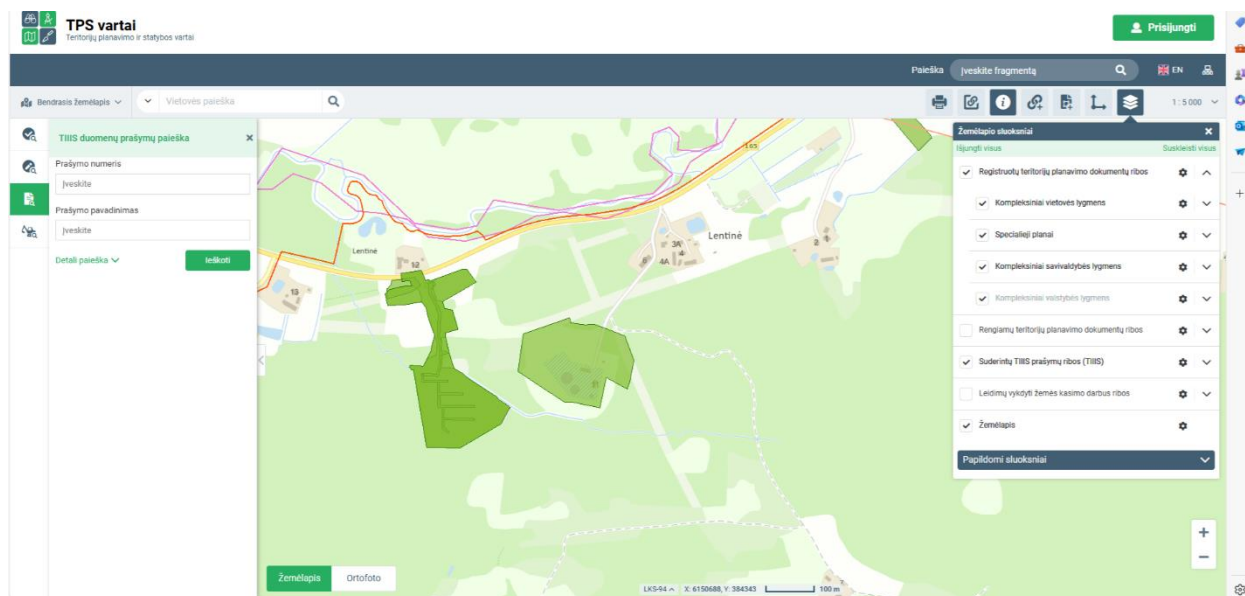 TPS vartai
Teritorijų planavimo ir statybos vartai
Prisijungti
Paieška
Įveskite fragmentą
EN
Bendrasis žemėlapis
Vietovės paieška
1 : 5 000
TIIIS duomenų prašymų paieška
Prašymo numeris
Įveskite
Prašymo pavadinimas
Įveskite
Detali paieška
Ieškoti
Žemėlapio sluoksniai
Išjungti visus
Suskleisti visus
Registruotų teritorijų planavimo dokumentų ribos
Kompleksiniai vietovės lygmens
Specialieji planai
Kompleksiniai savivaldybės lygmens
Kompleksiniai valstybės lygmens
Rengiamų teritorijų planavimo dokumentų ribos
Suderintų TIIIS prašymų ribos (TIIIS)
Leidimų vykdyti žemės kasimo darbus ribos
Žemėlapis
Papildomi sluoksniai
165
Lentinė
Lentinė
3A
4
4A
2
12
13
Žemėlapis
Ortofoto
LKS-94
X: 6150688, Y: 384343
100 m